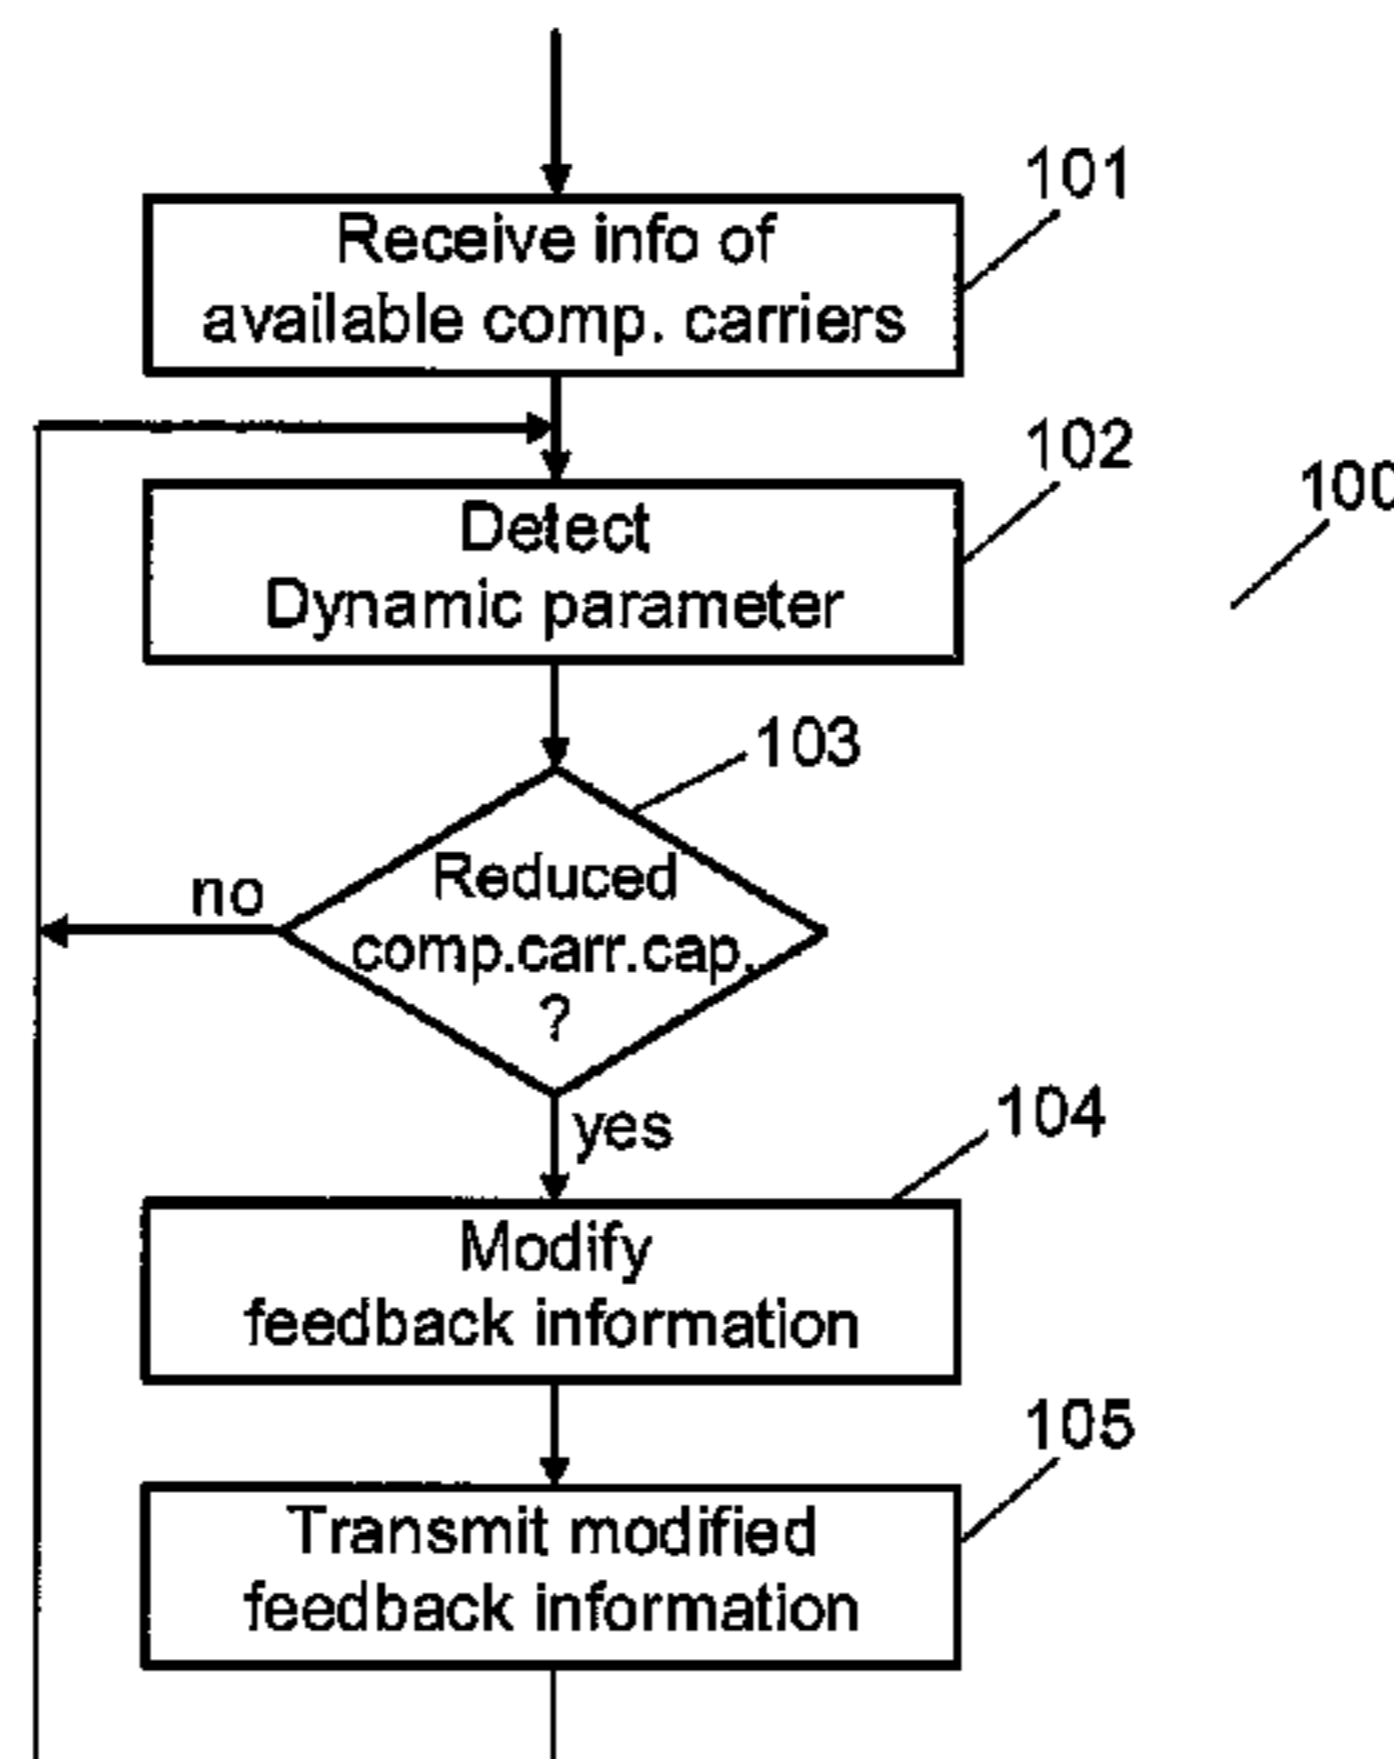 101
Receive info of
available comp. carriers
102
100
Detect
Dynamic parameter
103
Reduced
comp.carr.cap.
?
no
yes
104
Modify
feedback information
105
Transmit modified
feedback information